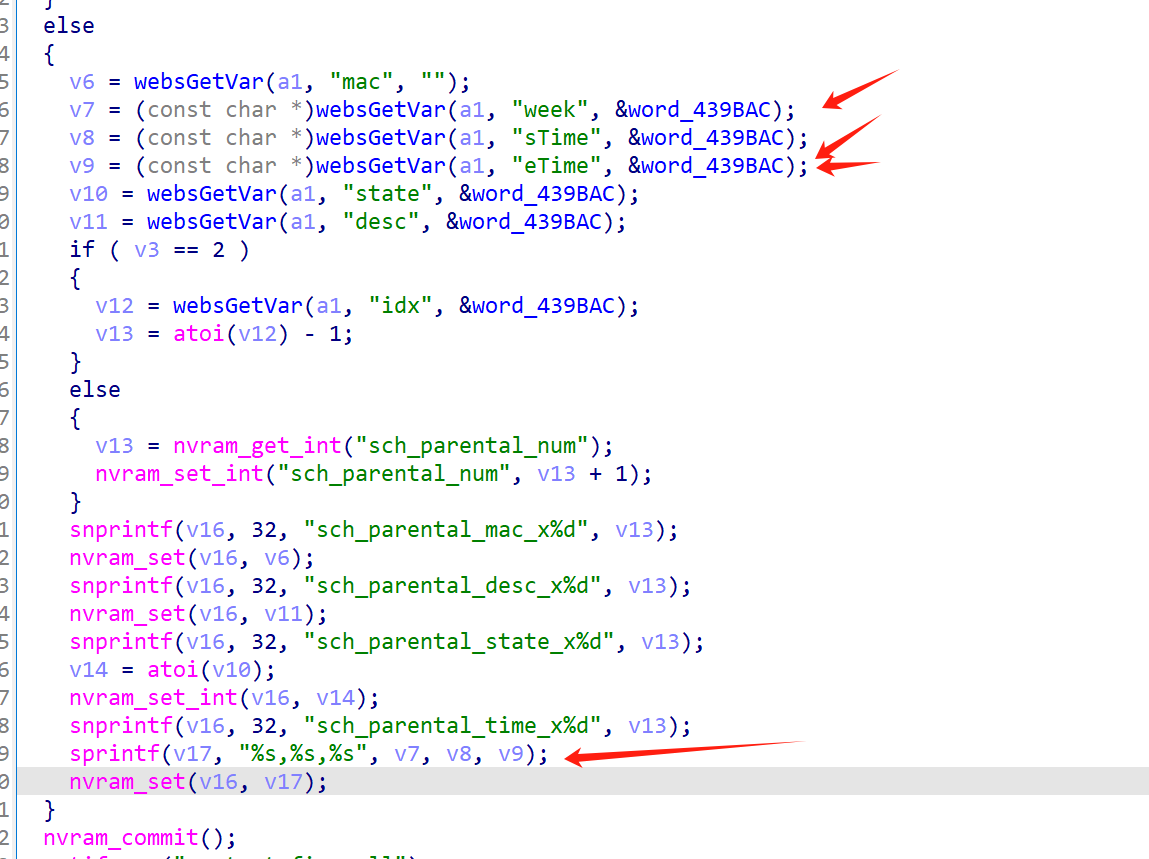 }
3 else
4 {
5 v6 = websGetVar(a1, "mac", "");
6 v7 = (const char *)websGetVar(a1, "week", &word_439BAC);
7 v8 = (const char *)websGetVar(a1, "sTime", &word_439BAC);
8 v9 = (const char *)websGetVar(a1, "eTime", &word_439BAC);
9 v10 = websGetVar(a1, "state", &word_439BAC);
0 v11 = websGetVar(a1, "desc", &word_439BAC);
1 if ( v3 == 2 )
2 {
3 v12 = websGetVar(a1, "idx", &word_439BAC);
4 v13 = atoi(v12) - 1;
5 }
6 else
7 {
8 v13 = nvram_get_int("sch_parental_num");
9 nvram_set_int("sch_parental_num", v13 + 1);
0 }
1 snprintf(v16, 32, "sch_parental_mac_x%d", v13);
2 nvram_set(v16, v6);
3 snprintf(v16, 32, "sch_parental_desc_x%d", v13);
4 nvram_set(v16, v11);
5 snprintf(v16, 32, "sch_parental_state_x%d", v13);
6 v14 = atoi(v10);
7 nvram_set_int(v16, v14);
8 snprintf(v16, 32, "sch_parental_time_x%d", v13);
9 sprintf(v17, "%s,%s,%s", v7, v8, v9);
0 nvram_set(v16, v17);
1 }
2 nvram_commit();